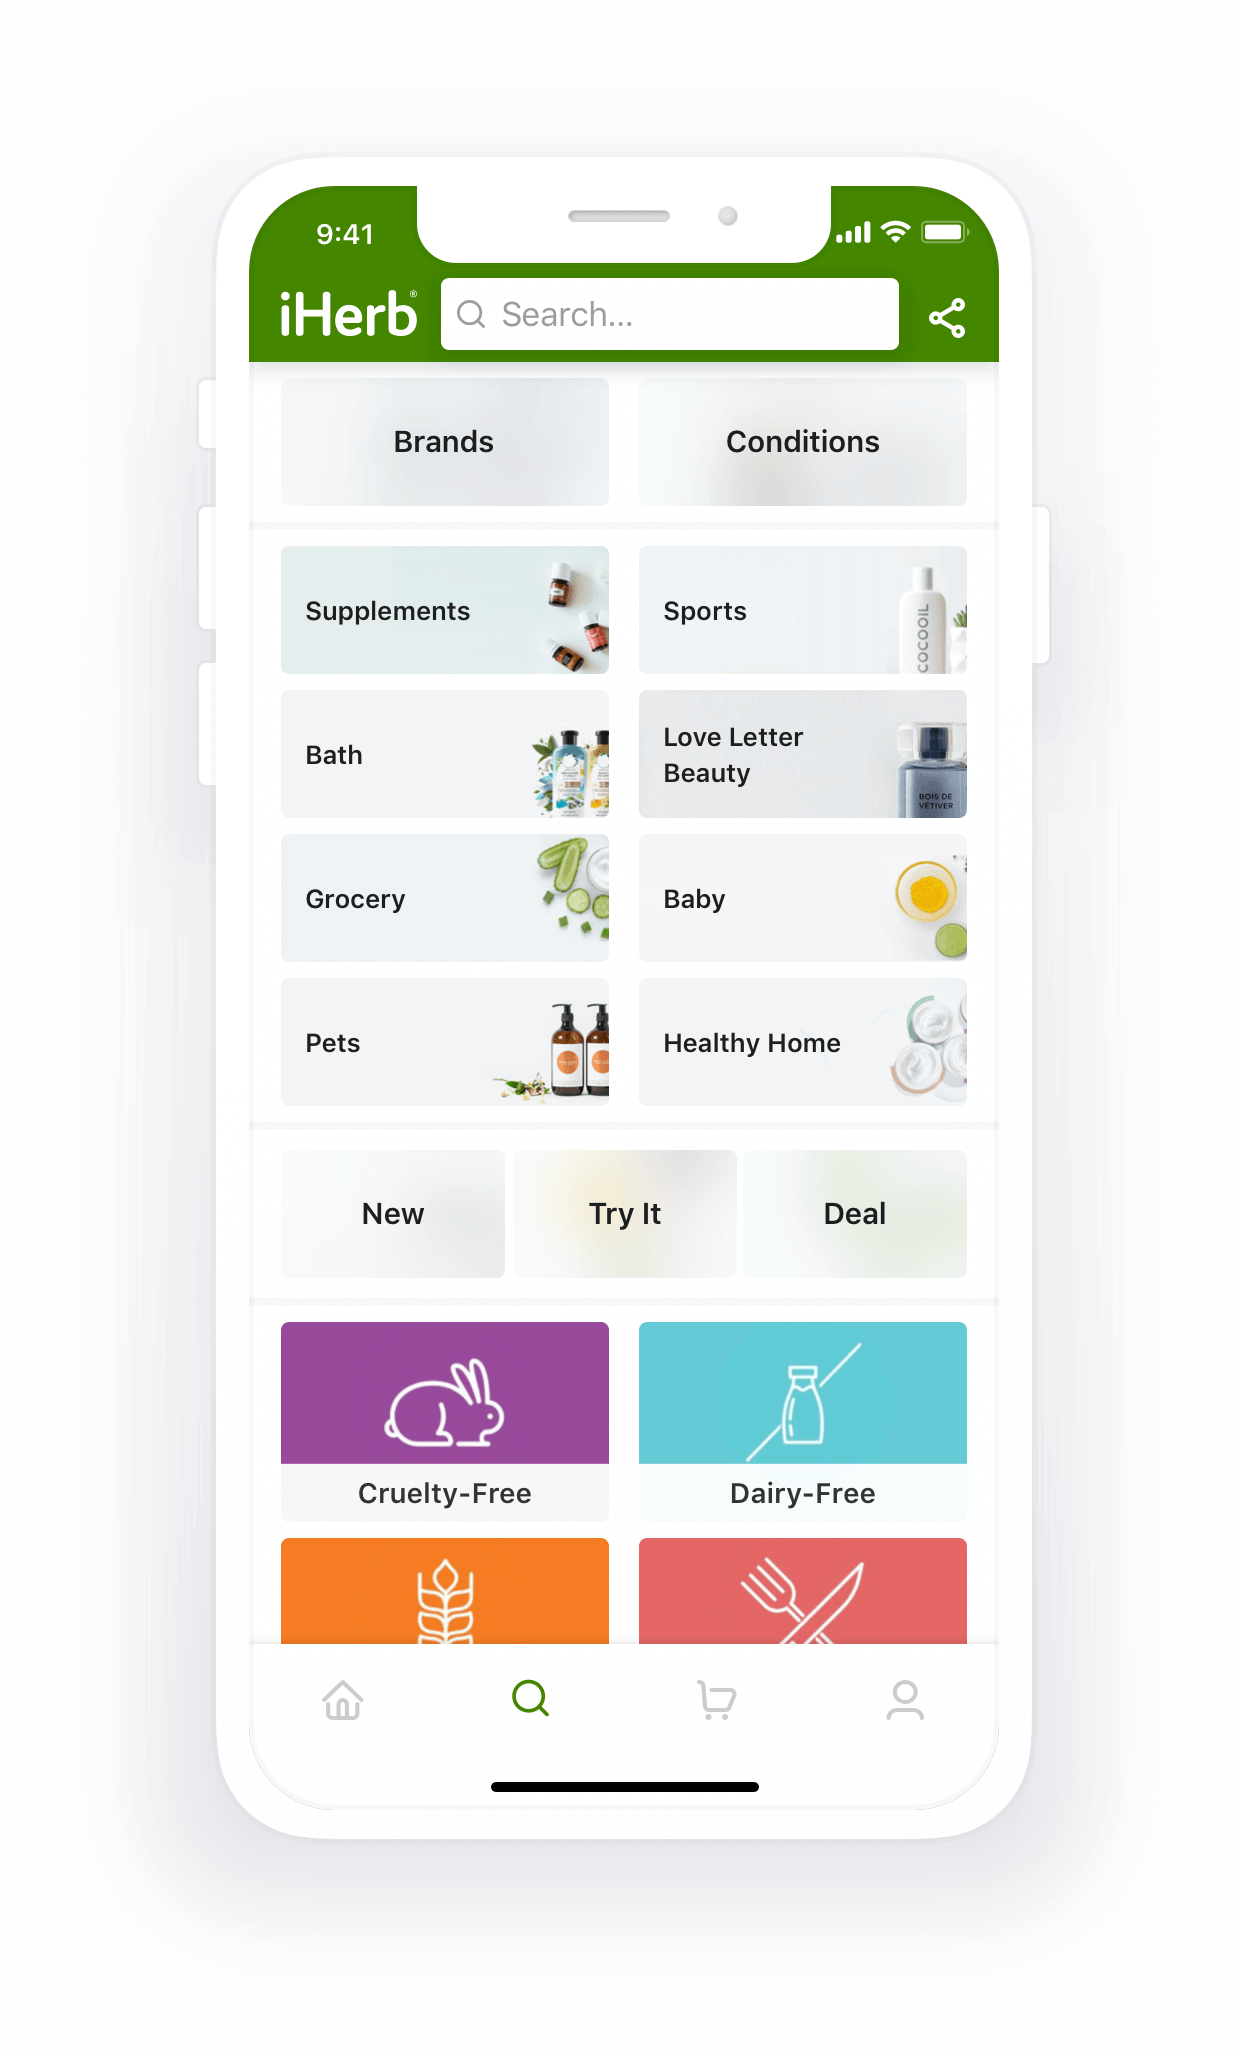 9:41
iHerb®
Search...
Brands
Conditions
Supplements
Sports
COCOOIL
Bath
Love Letter
Beauty
BOIS DE
VÉTIVER
Grocery
Baby
Pets
Healthy Home
New
Try It
Deal
Cruelty-Free
Dairy-Free